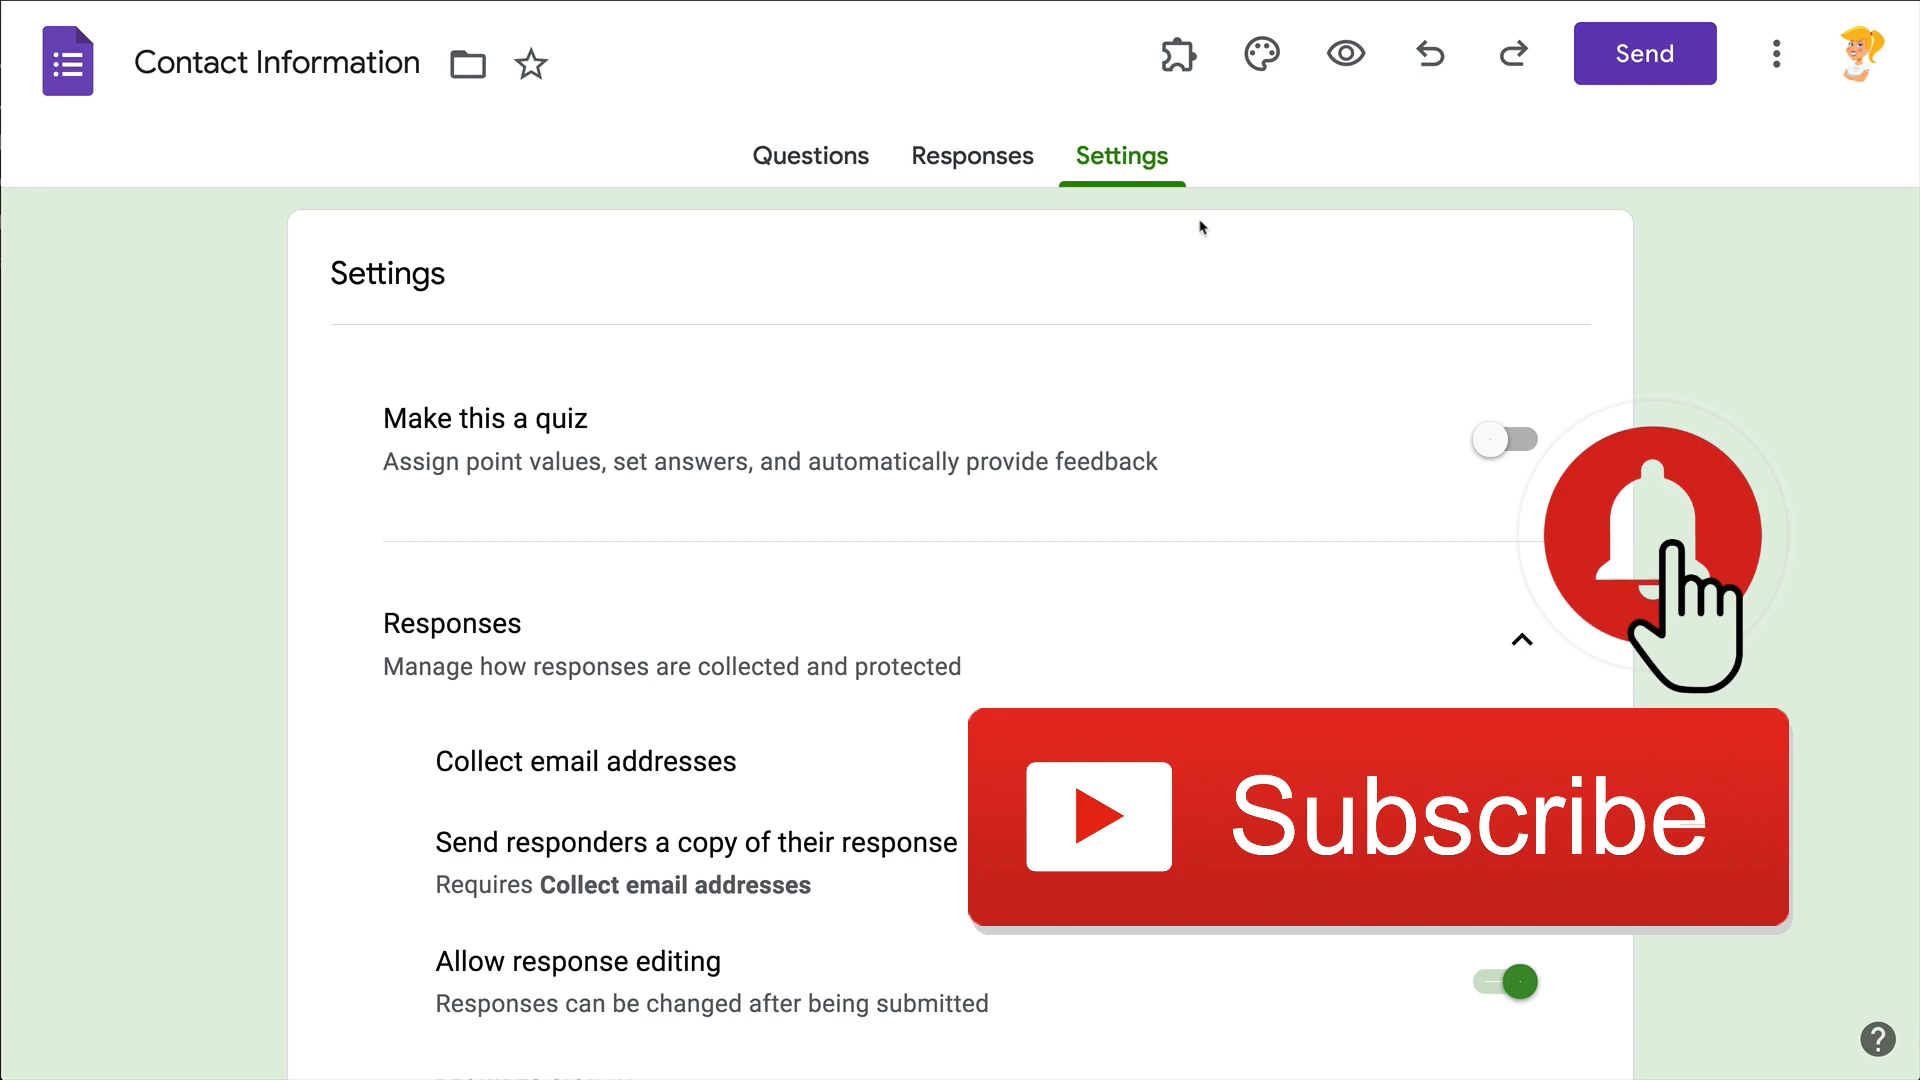 Contact Information
Send
Questions Responses Settings
Settings
Make this a quiz
Assign point values, set answers, and automatically provide feedback
Responses
Manage how responses are collected and protected
Collect email addresses
Send responders a copy of their response
Requires Collect email addresses
Subscribe
Allow response editing
Responses can be changed after being submitted